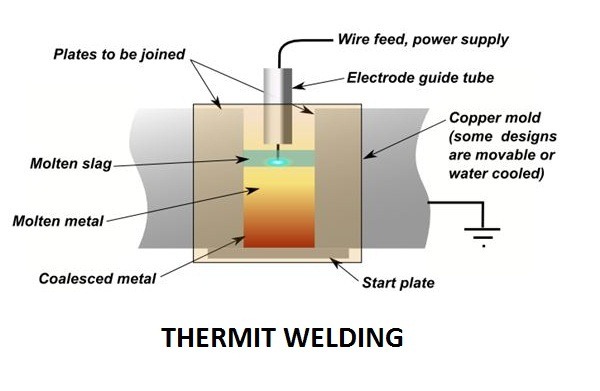 Wire feed, power supply
Plates to be joined
Electrode guide tube
Copper mold
(some designs
are movable or
water cooled)
Molten slag
Molten metal
Coalesced metal
Start plate
THERMIT WELDING